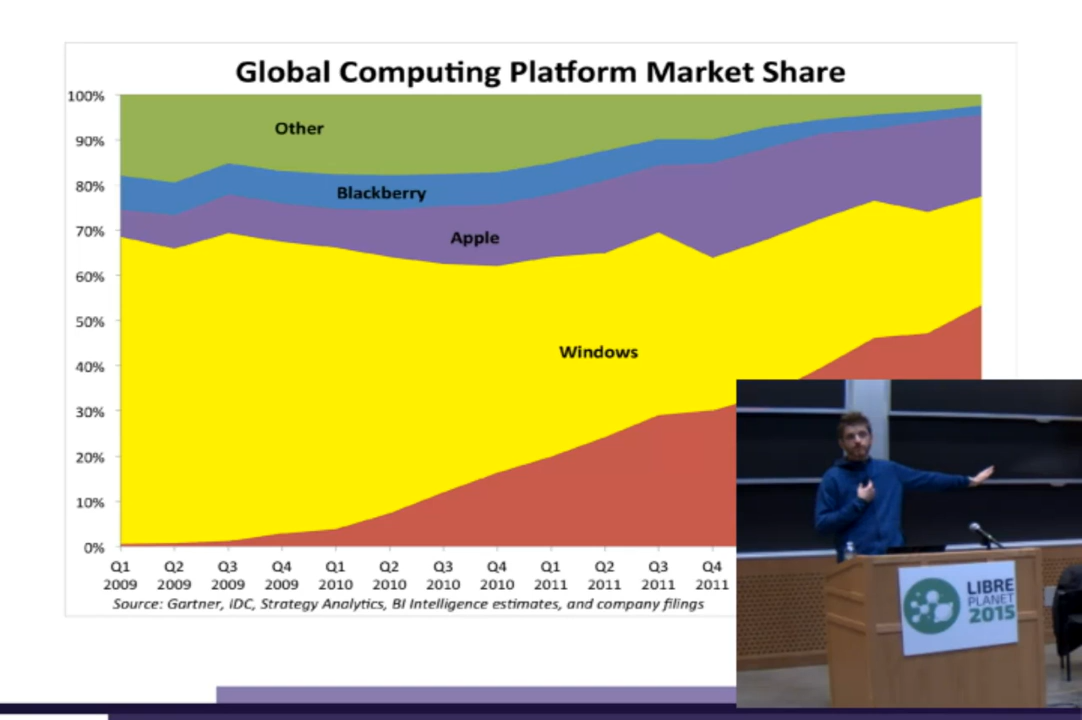 Global Computing Platform Market Share
100%
90%
80%
70%
60%
50%
40%
30%
20%
10%
0%
Other
Blackberry
Apple
Windows
Q1 Q2 Q3 Q4 Q1 Q2 Q3 Q4 Q1 Q2 Q3 Q4
2009 2009 2009 2009 2010 2010 2010 2010 2011 2011 2011 2011
Source: Gartner, IDC, Strategy Analytics, BI Intelligence estimates, and company filings
LIBRE
PLANET
2015